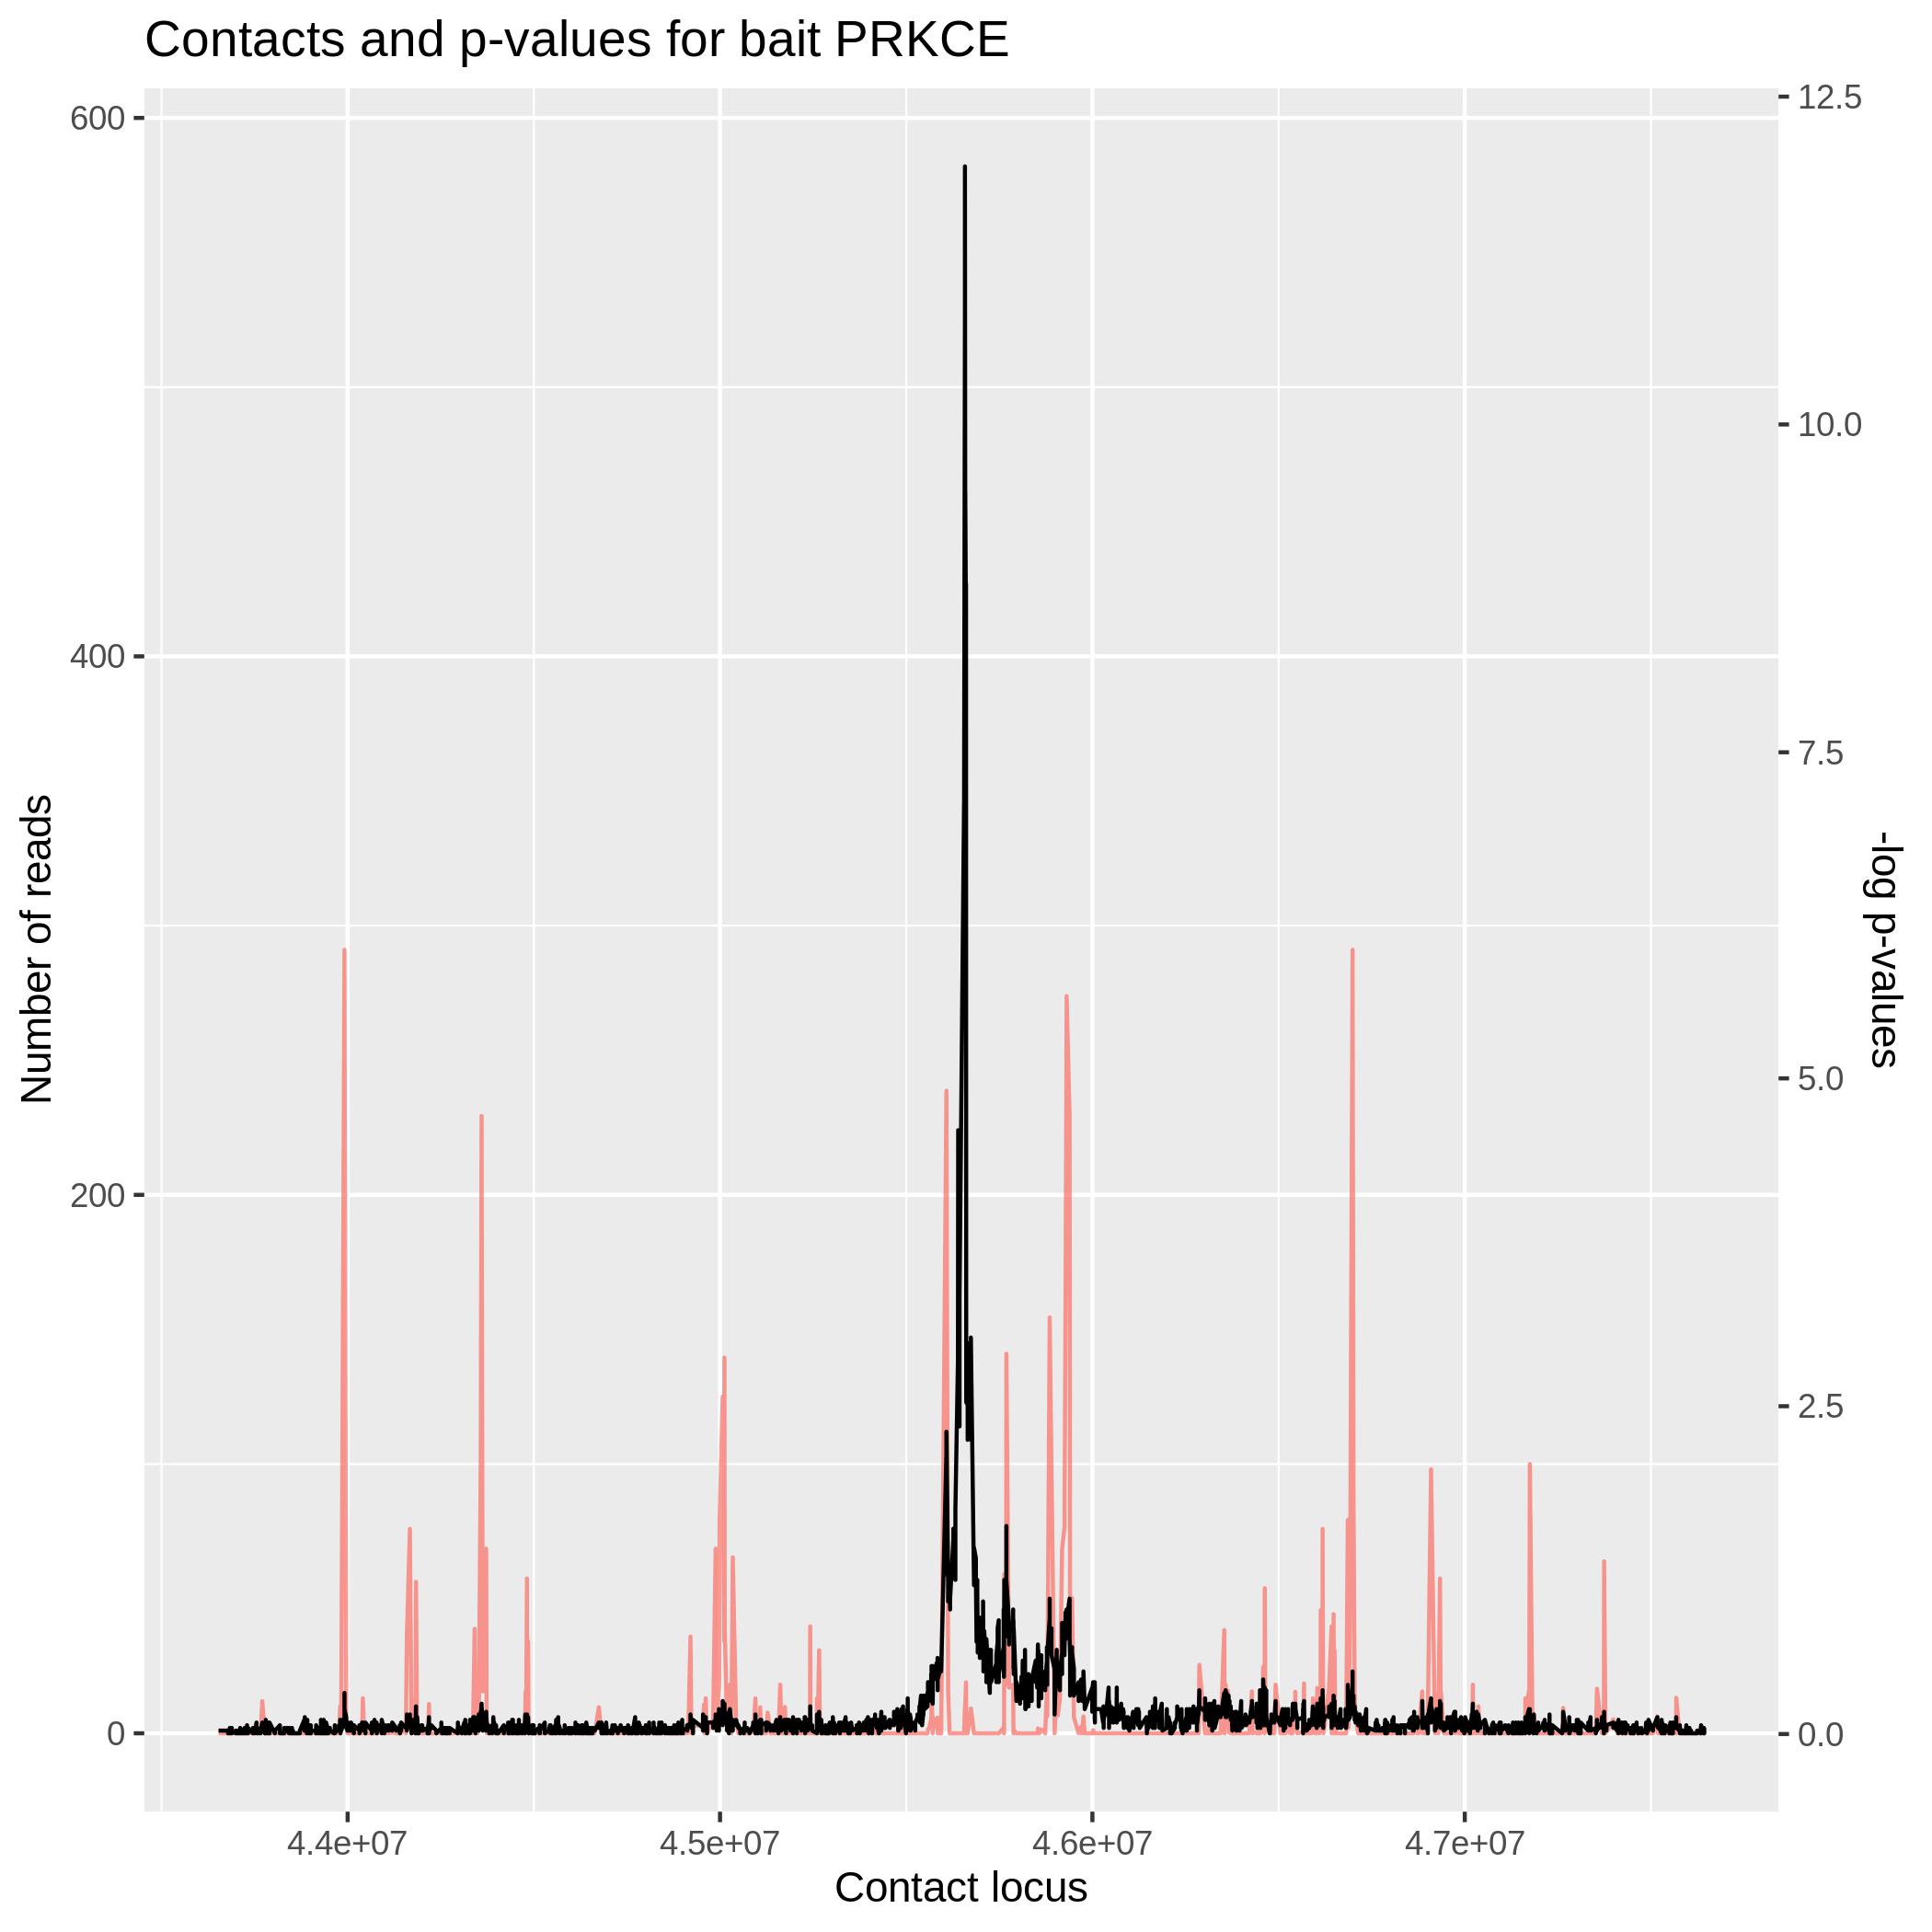 Contacts and p-values for bait PRKCE
600
400
200
0
Number of reads
12.5
10.0
7.5
5.0
2.5
0.0
-log p-values
4.4e+07
4.5e+07
4.6e+07
4.7e+07
Contact locus